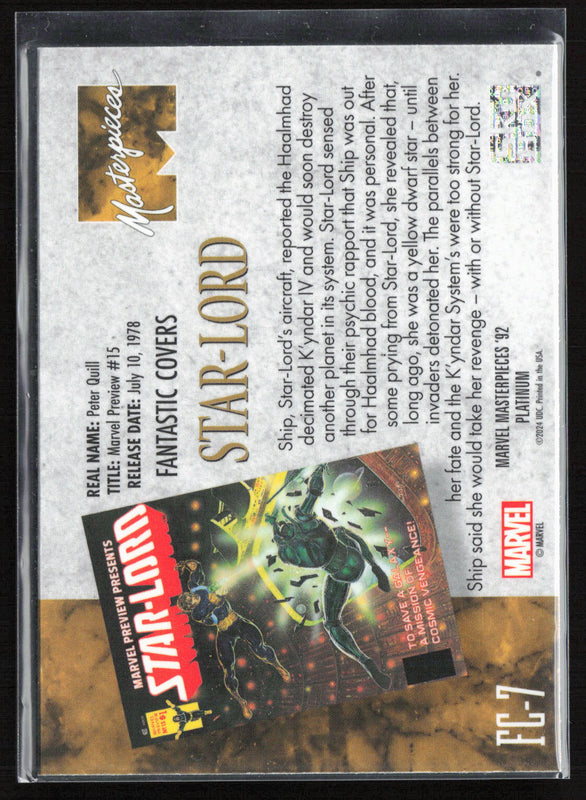 Masterpieces
REAL NAME: Peter Quill
TITLE: Marvel Preview #15
RELEASE DATE: July 10, 1978
FANTASTIC COVERS
STAR-LORD
Ship, Star-Lord's aircraft, reported the Haalmhad
decimated K'yndar IV and would soon destroy
another planet in its system. Star-Lord sensed
through their psychic rapport that Ship was out
for Haalmhad blood, and it was personal. After
some prying from Star-Lord, she revealed that,
long ago, she was a yellow dwarf star – until
invaders detonated her. The parallels between
her fate and the K'yndar System's were too strong for her.
Ship said she would take her revenge – with or without Star-Lord.
MARVEL PREVIEW PRESENTS
STAR-LORD
TO SAVE A GALAXY--
A MISSION OF
COSMIC VENGEANCE!
MARVEL
© MARVEL
MARVEL MASTERPIECES '92
PLATINUM
©2024 UDC. Printed in the USA.
FC-7